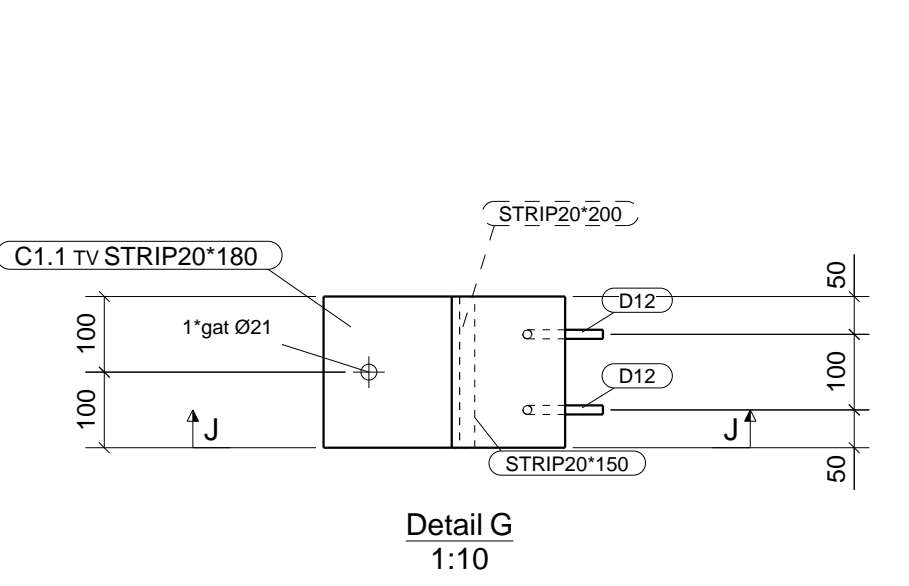 STRIP20*200
C1.1 TV STRIP20*180
50
D12
100
1*gat Ø21
100
D12
100
J
J
STRIP20*150
50
Detail G
1:10